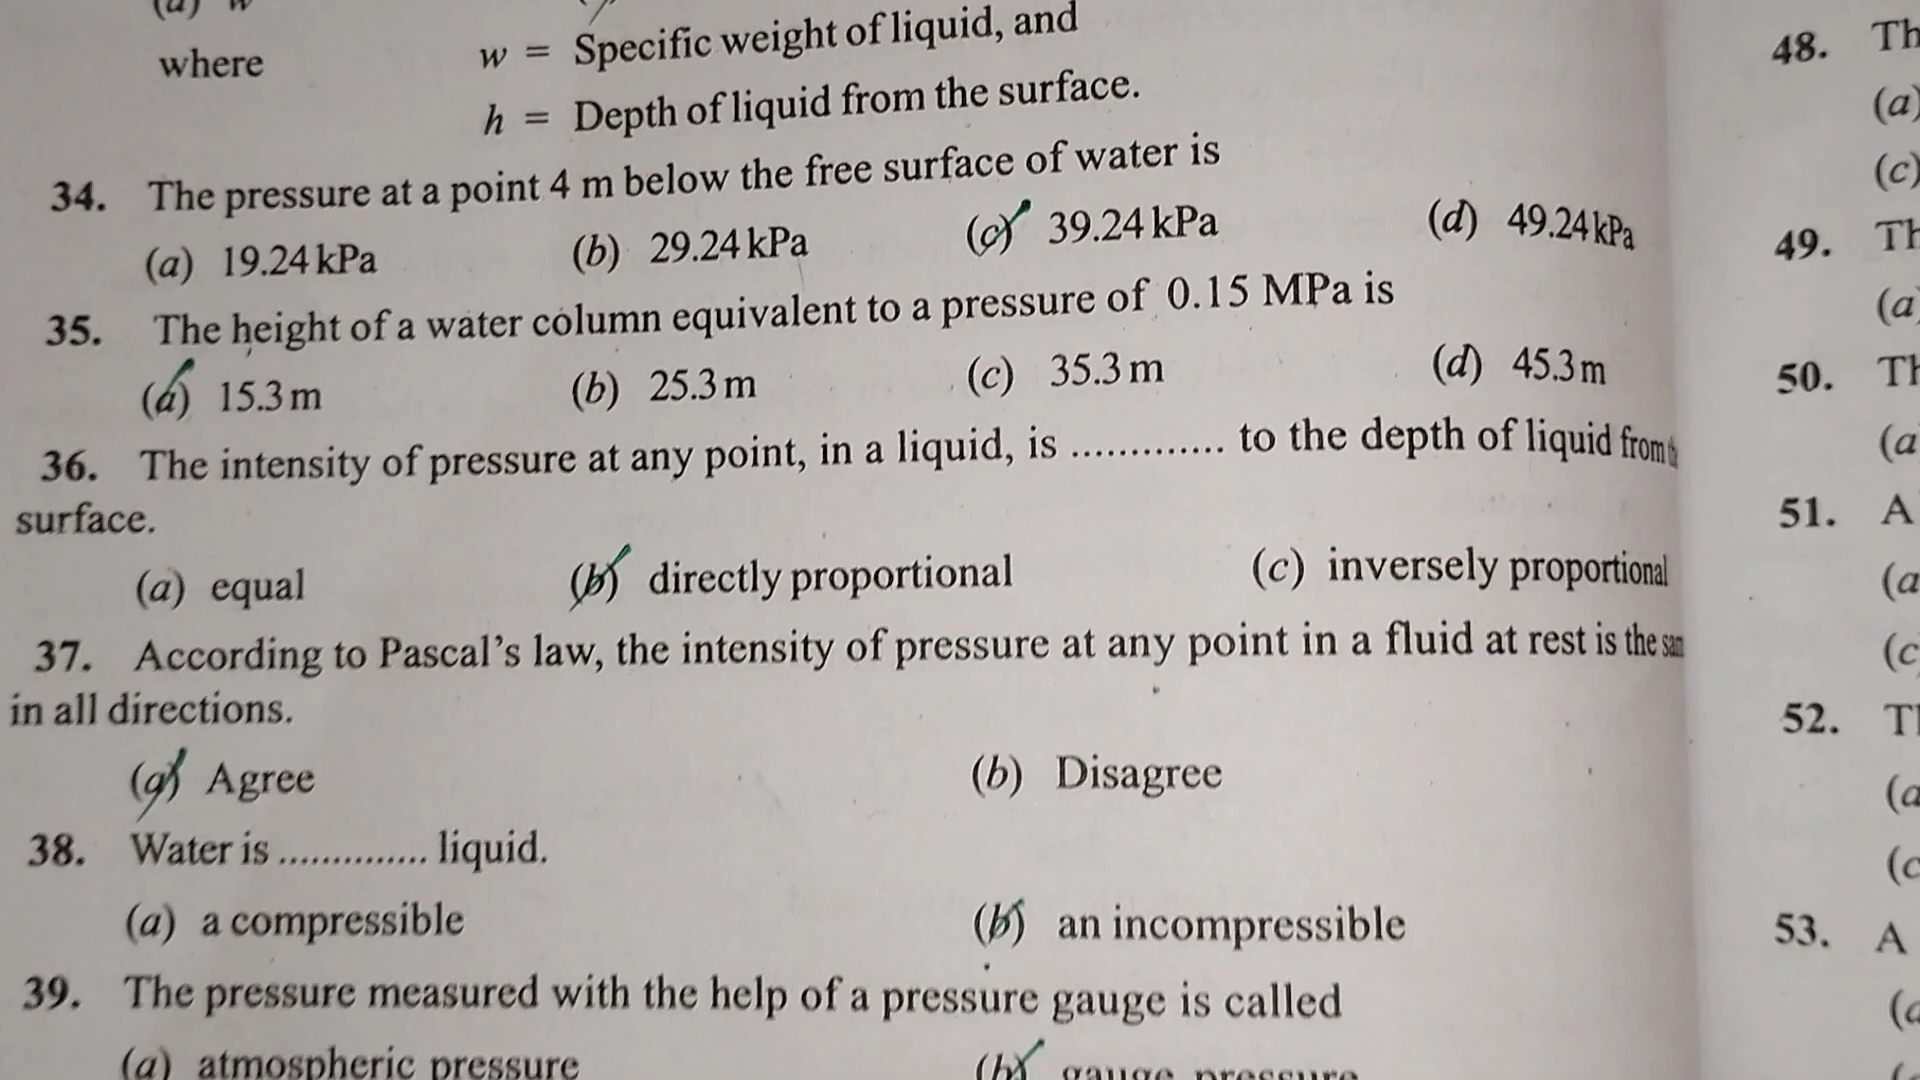 where w = Specific weight of liquid, and
h = Depth of liquid from the surface.
34. The pressure at a point 4 m below the free surface of water is
(a) 19.24 kPa (b) 29.24 kPa (c) 39.24 kPa (d) 49.24 kPa
35. The height of a water column equivalent to a pressure of 0.15 MPa is
(a) 15.3 m (b) 25.3 m (c) 35.3 m (d) 45.3 m
36. The intensity of pressure at any point, in a liquid, is ............. to the depth of liquid from
surface.
(a) equal (b) directly proportional (c) inversely proportional
37. According to Pascal's law, the intensity of pressure at any point in a fluid at rest is the
in all directions.
(a) Agree (b) Disagree
38. Water is .............. liquid.
(a) a compressible (b) an incompressible
39. The pressure measured with the help of a pressure gauge is called
(a) atmospheric pressure (b) gauge pressure
48.
(a)
(c)
49.
(a)
50.
(a
51. A
(a
(c
52.
(a
(c
53. A
(a